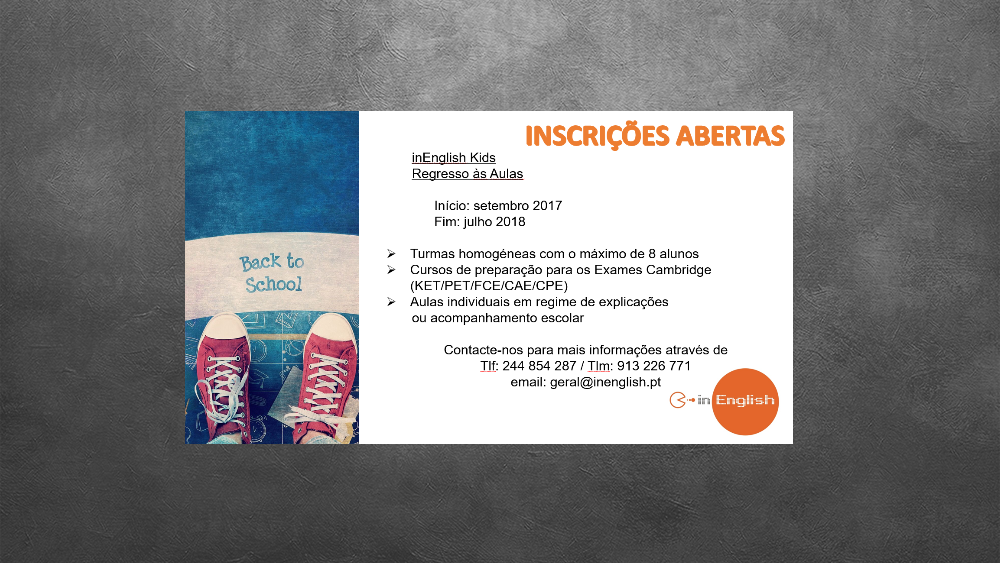 INSCRIÇÕES ABERTAS
inEnglish Kids
Regresso às Aulas
Início: setembro 2017
Fim: julho 2018
Turmas homogéneas com o máximo de 8 alunos
Cursos de preparação para os Exames Cambridge
(KET/PET/FCE/CAE/CPE)
Aulas individuais em regime de explicações
ou acompanhamento escolar
Contacte-nos para mais informações através de
Tlf: 244 854 287 / Tlm: 913 226 771
email: geral@inenglish.pt
in English
Back to
School